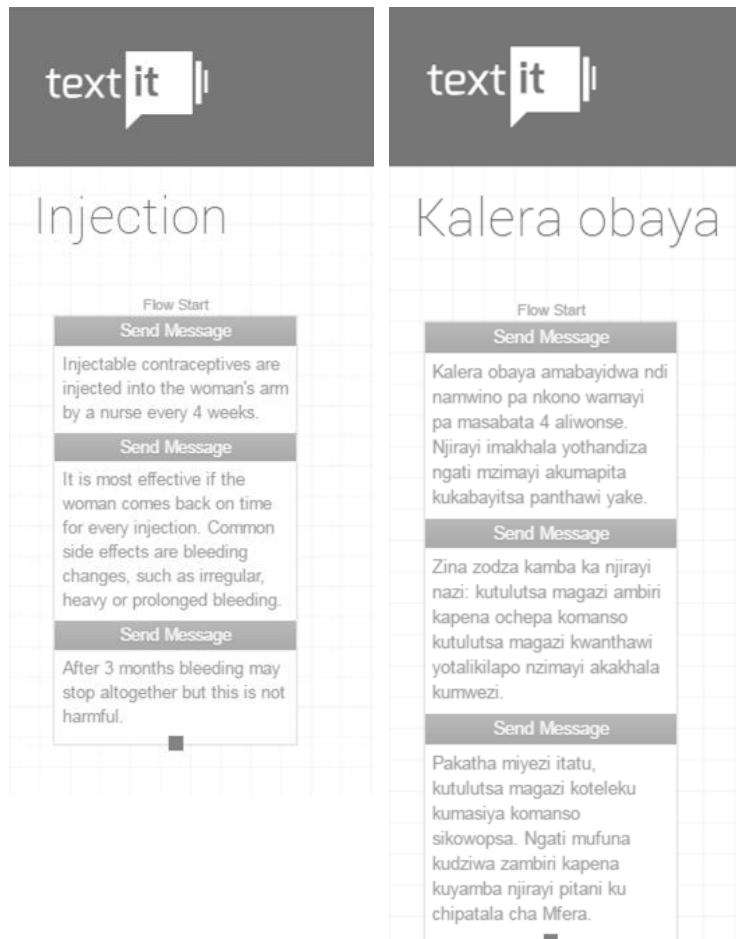 text it
Injection
Flow Start
Send Message
Injectable contraceptives are
injected into the woman's arm
by a nurse every 4 weeks.
Send Message
It is most effective if the
woman comes back on time
for every injection. Common
side effects are bleeding
changes, such as irregular,
heavy or prolonged bleeding.
Send Message
After 3 months bleeding may
stop altogether but this is not
harmful.
text it
Kalera obaya
Flow Start
Send Message
Kalera obaya amabayidwa ndi
namwino pa nkono wamayi
pa masabata 4 aliwonse.
Njirayi imakhala yothandiza
ngati mzimayi akumapita
kukabayitsa panthawi yake.
Send Message
Zina zodza kamba ka njirayi
nazi: kutulutsa magazi ambiri
kapena ochepa komanso
kutulutsa magazi kwanthawi
yotalikilapo nzimayi akakhala
kumwezi.
Send Message
Pakatha miyezi itatu,
kutulutsa magazi koteleku
kumasiya komanso
sikowopsa. Ngati mufuna
kudziwa zambiri kapena
kuyamba njirayi pitani ku
chipatala cha Mfera.